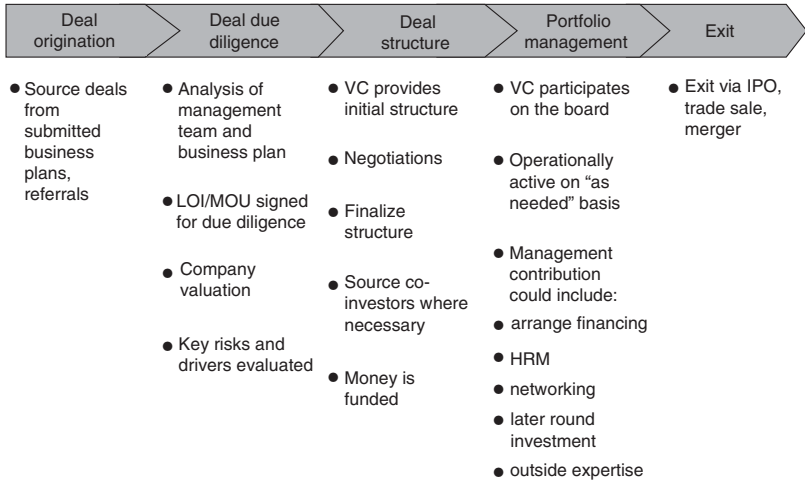 Deal
origination
Deal due
diligence
Deal
structure
Portfolio
management
Exit
● Source deals
from
submitted
business
plans,
referrals
● Analysis of
management
team and
business plan
● LOI/MOU signed
for due diligence
● Company
valuation
● Key risks and
drivers evaluated
● VC provides
initial structure
● Negotiations
● Finalize
structure
● Source co-
investors where
necessary
● Money is
funded
● VC participates
on the board
● Operationally
active on “as
needed” basis
● Management
contribution
could include:
● arrange financing
● HRM
● networking
● later round
investment
● outside expertise
● Exit via IPO,
trade sale,
merger